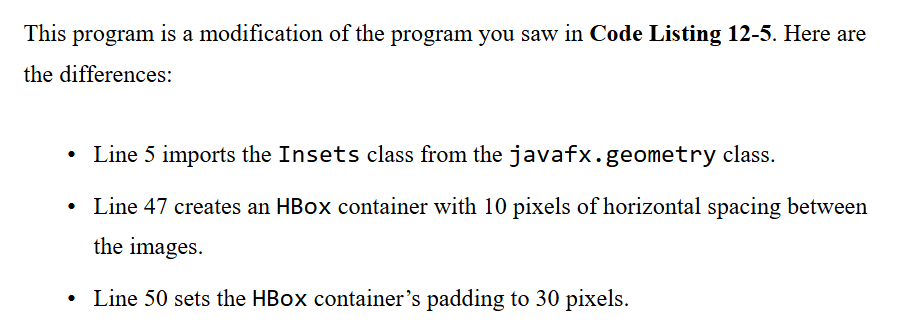 This program is a modification of the program you saw in Code Listing 12-5. Here are
the differences:
• Line 5 imports the Insets class from the javafx.geometry class.
• Line 47 creates an HBox container with 10 pixels of horizontal spacing between
the images.
• Line 50 sets the HBox container’s padding to 30 pixels.